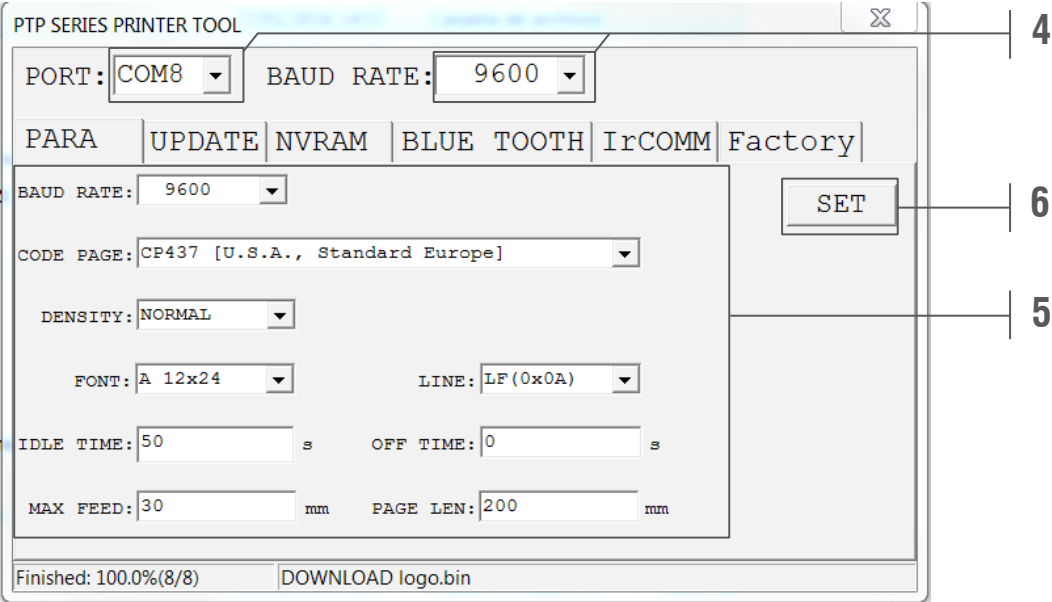 PTP SERIES PRINTER TOOL
4
PORT: COM8 BAUD RATE: 9600
PARA UPDATE NVRAM BLUE TOOTH IrCOMM Factory
BAUD RATE: 9600
SET
6
CODE PAGE: CP437 [U.S.A., Standard Europe]
DENSITY: NORMAL
5
FONT: A 12x24 LINE: LF(0x0A)
IDLE TIME: 50 s OFF TIME: 0 s
MAX FEED: 30 mm PAGE LEN: 200 mm
Finished: 100.0%(8/8) DOWNLOAD logo.bin